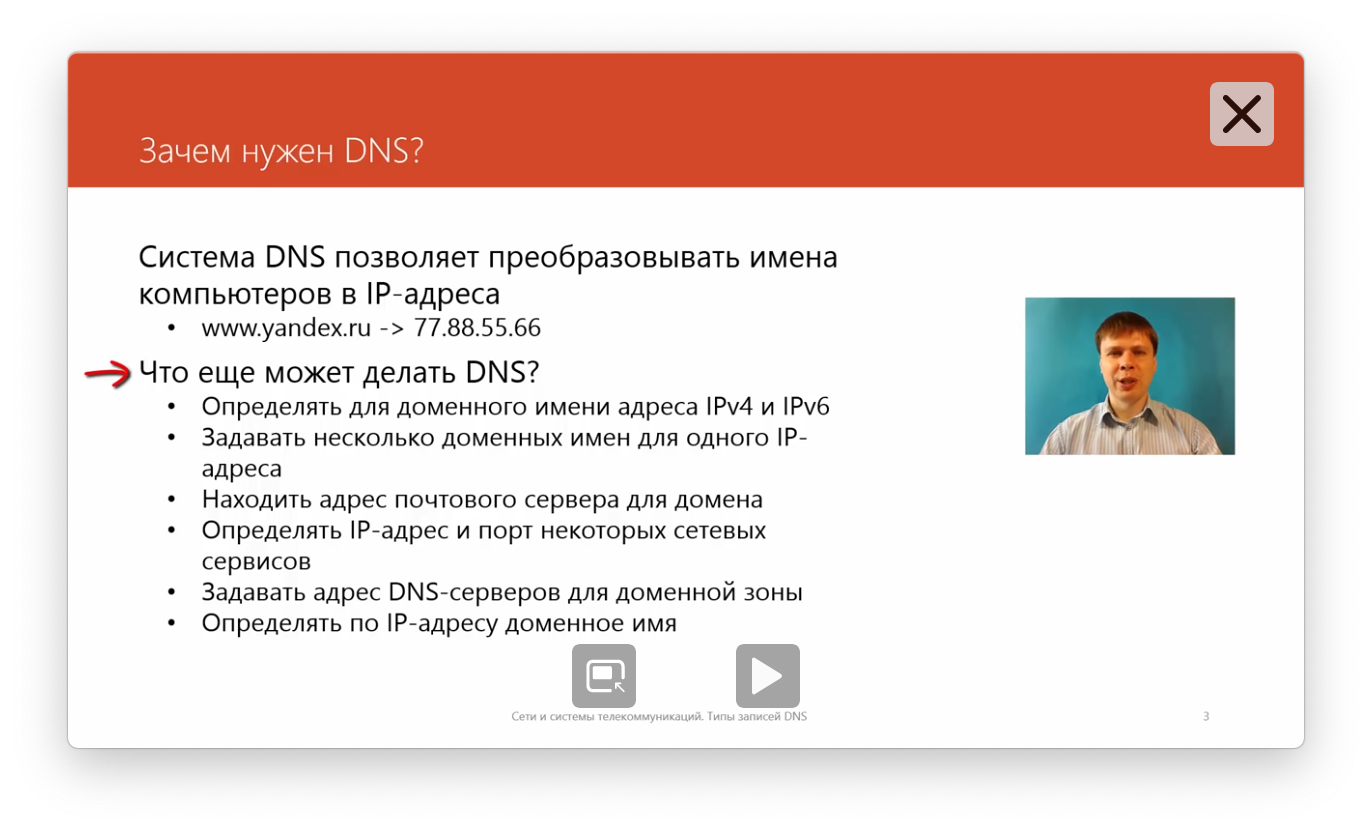 Зачем нужен DNS?
Система DNS позволяет преобразовывать имена
компьютеров в IP-адреса
• www.yandex.ru -> 77.88.55.66
Что еще может делать DNS?
• Определять для доменного имени адреса IPv4 и IPv6
• Задавать несколько доменных имен для одного IP-
адреса
• Находить адрес почтового сервера для домена
• Определять IP-адрес и порт некоторых сетевых
сервисов
• Задавать адрес DNS-серверов для доменной зоны
• Определять по IP-адресу доменное имя
Сети и системы телекоммуникаций. Типы записей DNS
3